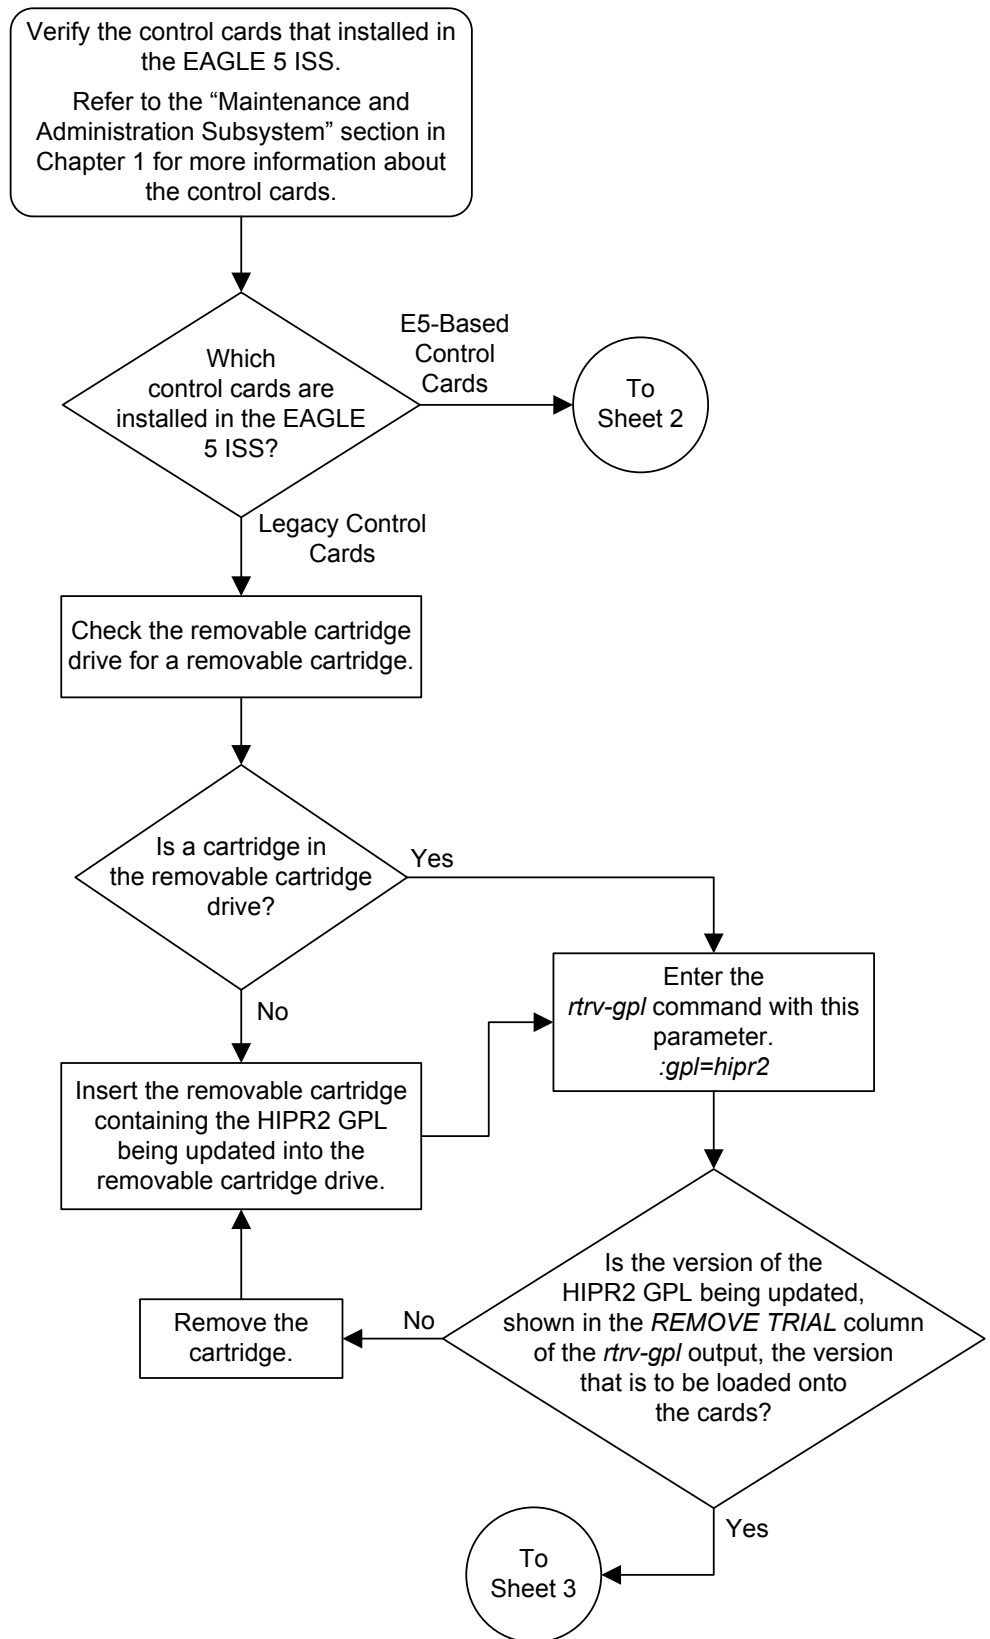 Verify the control cards that installed in
the EAGLE 5 ISS.
Refer to the “Maintenance and
Administration Subsystem” section in
Chapter 1 for more information about
the control cards.
Which
control cards are
installed in the EAGLE
5 ISS?
E5-Based
Control
Cards
To
Sheet 2
Legacy Control
Cards
Check the removable cartridge
drive for a removable cartridge.
Is a cartridge in
the removable cartridge
drive?
Yes
No
Enter the
rtrv-gpl command with this
parameter.
:gpl=hipr2
Insert the removable cartridge
containing the HIPR2 GPL
being updated into the
removable cartridge drive.
Is the version of the
HIPR2 GPL being updated,
shown in the REMOVE TRIAL column
of the rtrv-gpl output, the version
that is to be loaded onto
the cards?
No
Remove the
cartridge.
Yes
To
Sheet 3